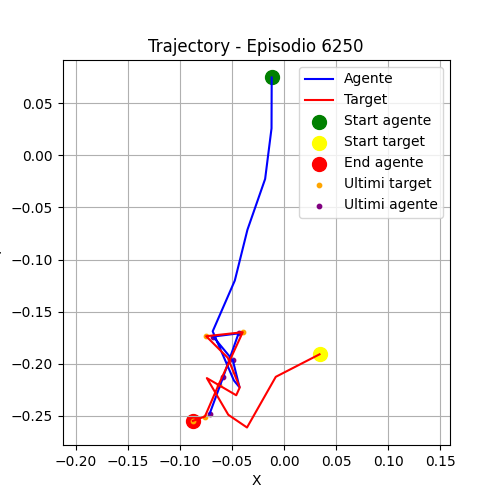 Trajectory - Episodio 6250
Agente
Target
Start agente
Start target
End agente
Ultimi target
Ultimi agente
0.05
0.00
−0.05
−0.10
−0.15
−0.20
−0.25
−0.20 −0.15 −0.10 −0.05 0.00 0.05 0.10 0.15
X